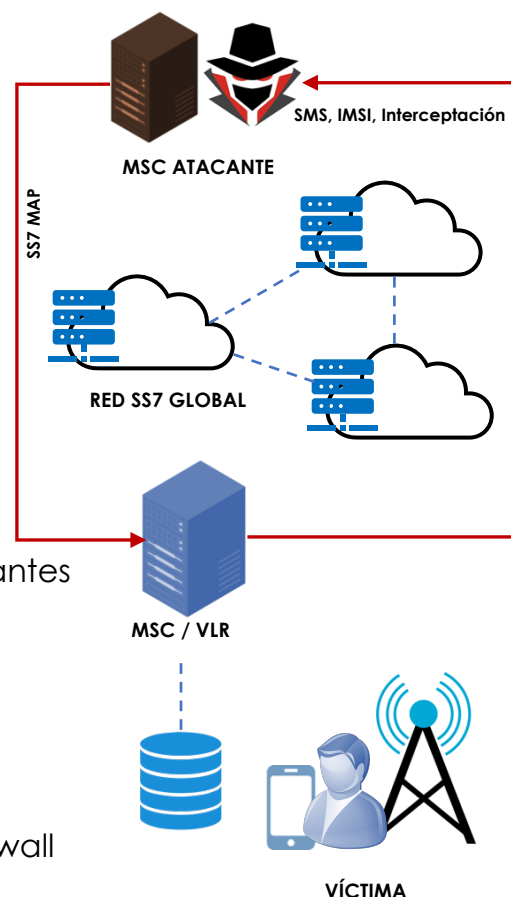 SMS, IMSI, Interceptación
MSC ATACANTE
SS7 MAP
RED SS7 GLOBAL
antes
MSC / VLR
wall
VÍCTIMA